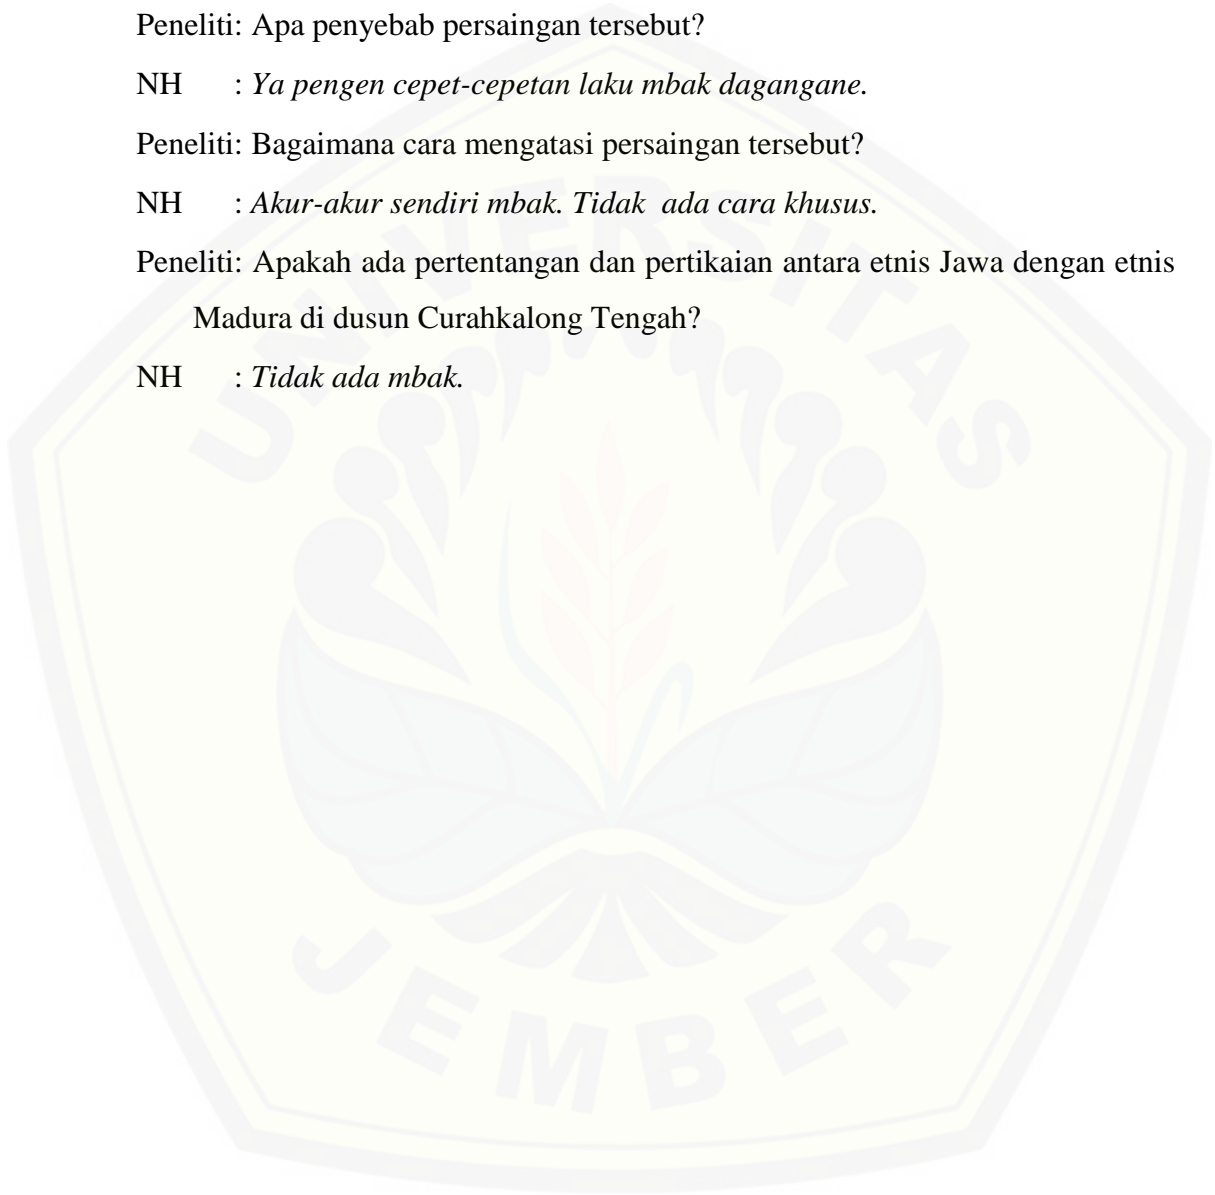 Peneliti: Apa penyebab persaingan tersebut?
NH : Ya pengen cepet-cepetan laku mbak dagangane.
Peneliti: Bagaimana cara mengatasi persaingan tersebut?
NH : Akur-akur sendiri mbak. Tidak ada cara khusus.
Peneliti: Apakah ada pertentangan dan pertikaian antara etnis Jawa dengan etnis
Madura di dusun Curahkalong Tengah?
NH : Tidak ada mbak.
UNIVERSITAS
JEMBER